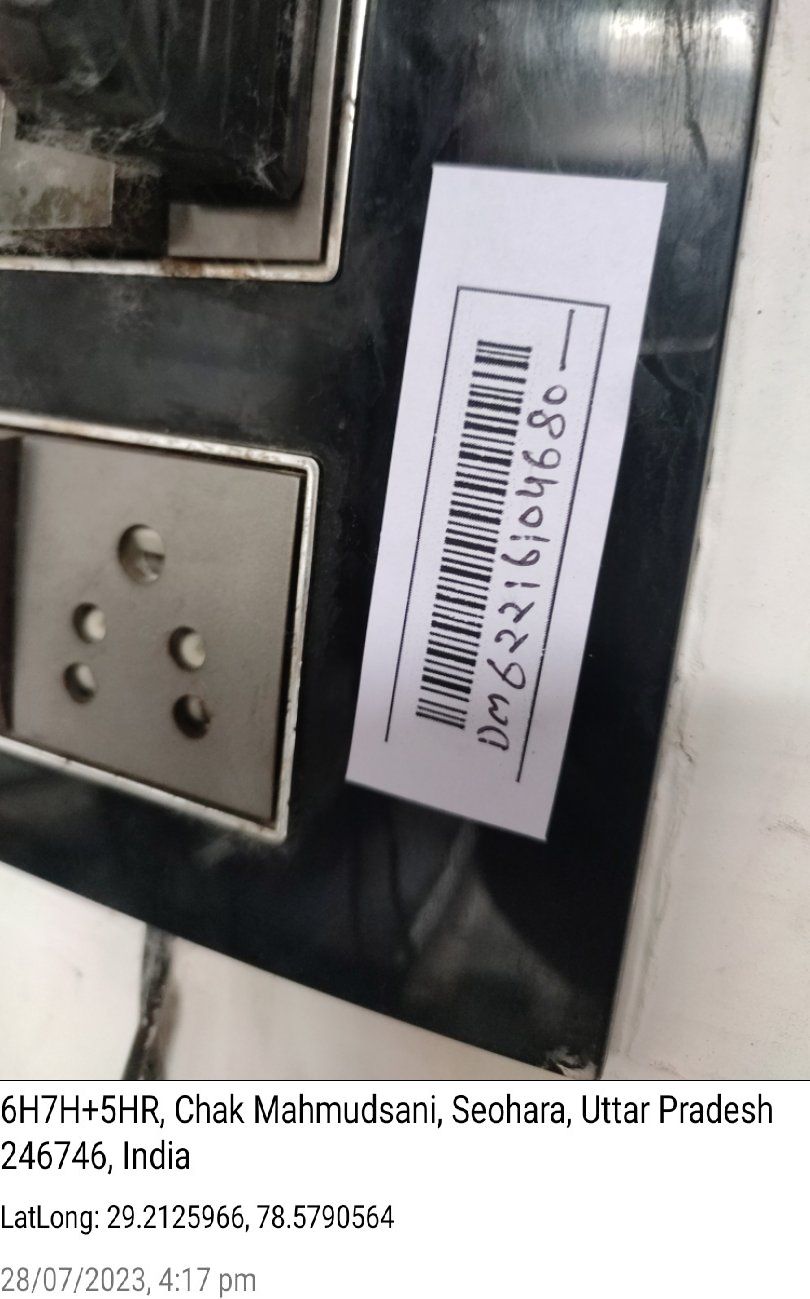 DM62216104680
6H7H+5HR, Chak Mahmudsani, Seohara, Uttar Pradesh
246746, India
LatLong: 29.2125966, 78.5790564
28/07/2023, 4:17 pm